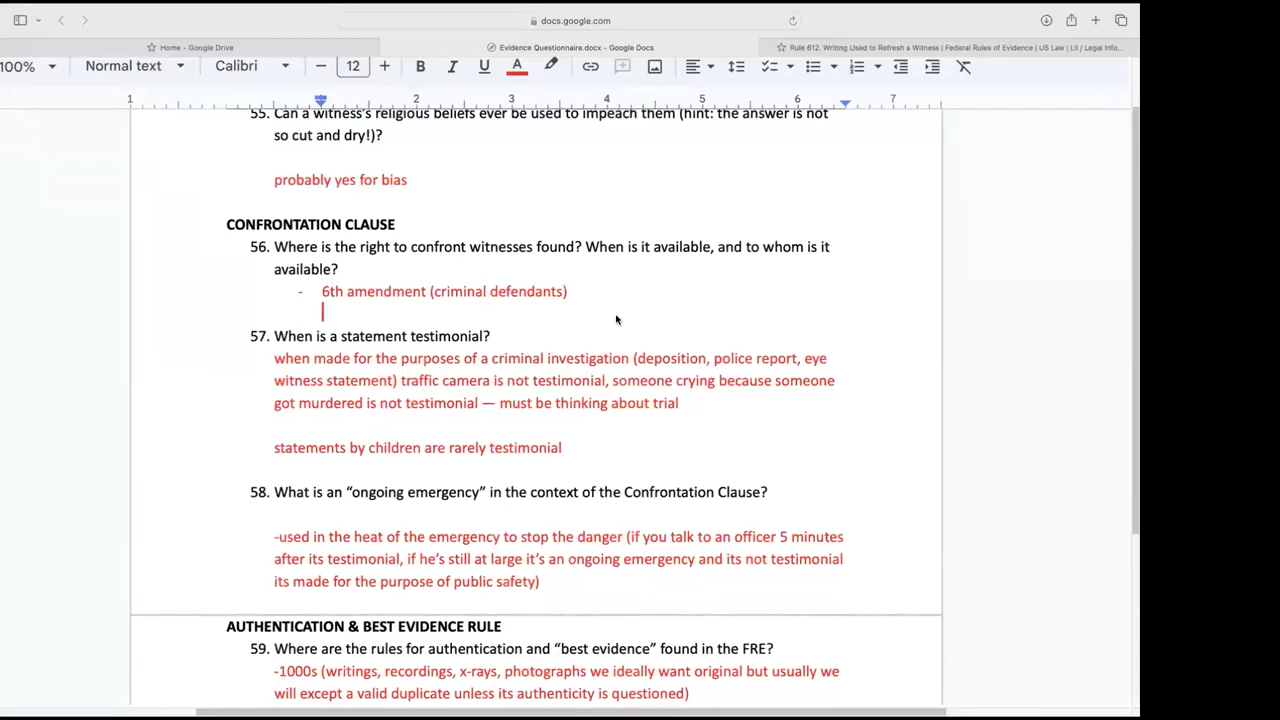 docs.google.com
Home - Google Drive
Evidence Questionnaire.docx - Google Docs
Rule 612. Writing Used to Refresh a Witness | Federal Rules of Evidence | US Law | LII / Legal Info...
100% Normal text Calibri − 12 + B I U A
1 1 2 3 4 5 6 7
55. Can a witness's religious beliefs ever be used to impeach them (hint: the answer is not
so cut and dry!)?
probably yes for bias
CONFRONTATION CLAUSE
56. Where is the right to confront witnesses found? When is it available, and to whom is it
available?
- 6th amendment (criminal defendants)
57. When is a statement testimonial?
when made for the purposes of a criminal investigation (deposition, police report, eye
witness statement) traffic camera is not testimonial, someone crying because someone
got murdered is not testimonial — must be thinking about trial
statements by children are rarely testimonial
58. What is an “ongoing emergency” in the context of the Confrontation Clause?
-used in the heat of the emergency to stop the danger (if you talk to an officer 5 minutes
after its testimonial, if he's still at large it's an ongoing emergency and its not testimonial
its made for the purpose of public safety)
AUTHENTICATION & BEST EVIDENCE RULE
59. Where are the rules for authentication and “best evidence” found in the FRE?
-1000s (writings, recordings, x-rays, photographs we ideally want original but usually we
will except a valid duplicate unless its authenticity is questioned)